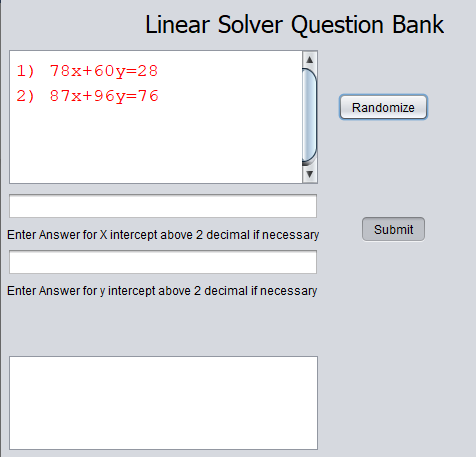 Linear Solver Question Bank
1) 78x+60y=28
2) 87x+96y=76
Randomize
Submit
Enter Answer for X intercept above 2 decimal if necessary
Enter Answer for y intercept above 2 decimal if necessary